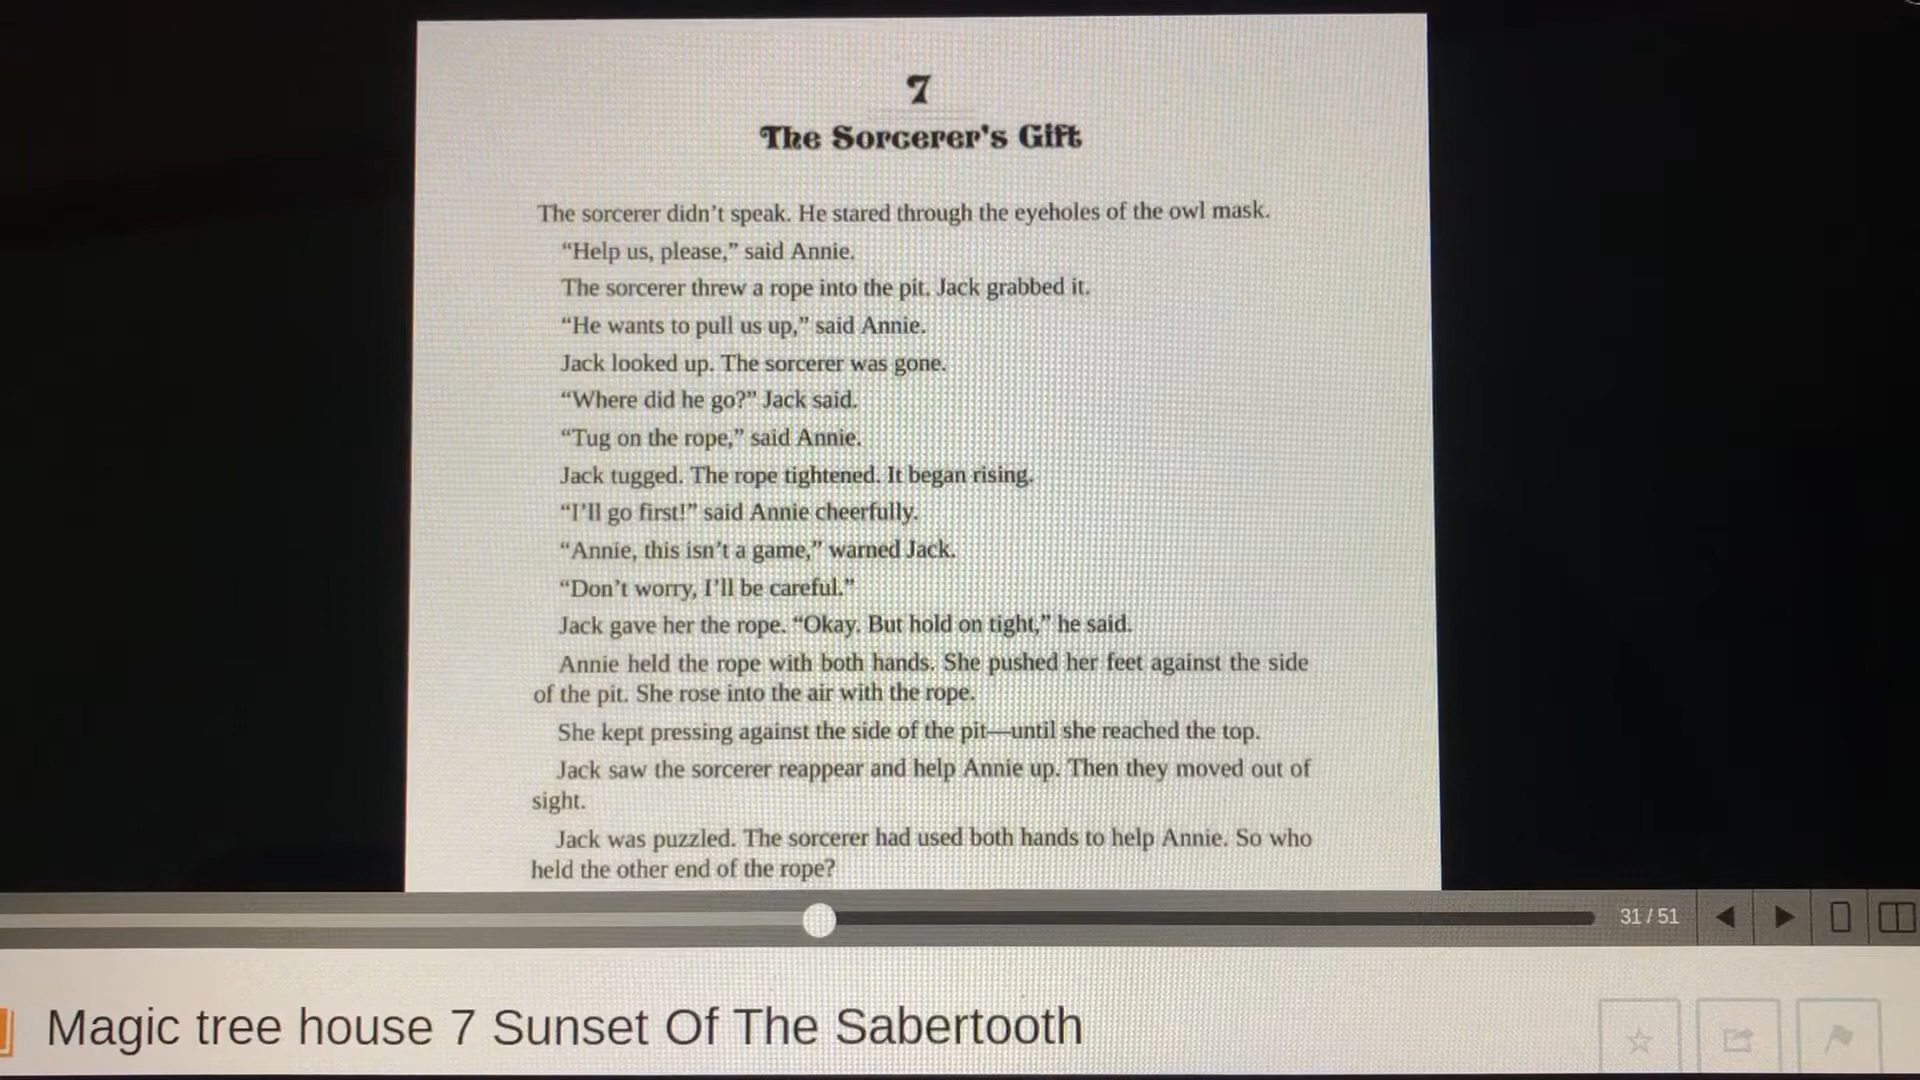 7
The Sorcerer's Gift
The sorcerer didn’t speak. He stared through the eyeholes of the owl mask.
“Help us, please,” said Annie.
The sorcerer threw a rope into the pit. Jack grabbed it.
“He wants to pull us up,” said Annie.
Jack looked up. The sorcerer was gone.
“Where did he go?” Jack said.
“Tug on the rope,” said Annie.
Jack tugged. The rope tightened. It began rising.
“I’ll go first!” said Annie cheerfully.
“Annie, this isn’t a game,” warned Jack.
“Don’t worry, I’ll be careful.”
Jack gave her the rope. “Okay. But hold on tight,” he said.
Annie held the rope with both hands. She pushed her feet against the side
of the pit. She rose into the air with the rope.
She kept pressing against the side of the pit—until she reached the top.
Jack saw the sorcerer reappear and help Annie up. Then they moved out of
sight.
Jack was puzzled. The sorcerer had used both hands to help Annie. So who
held the other end of the rope?
31 / 51
Magic tree house 7 Sunset Of The Sabertooth